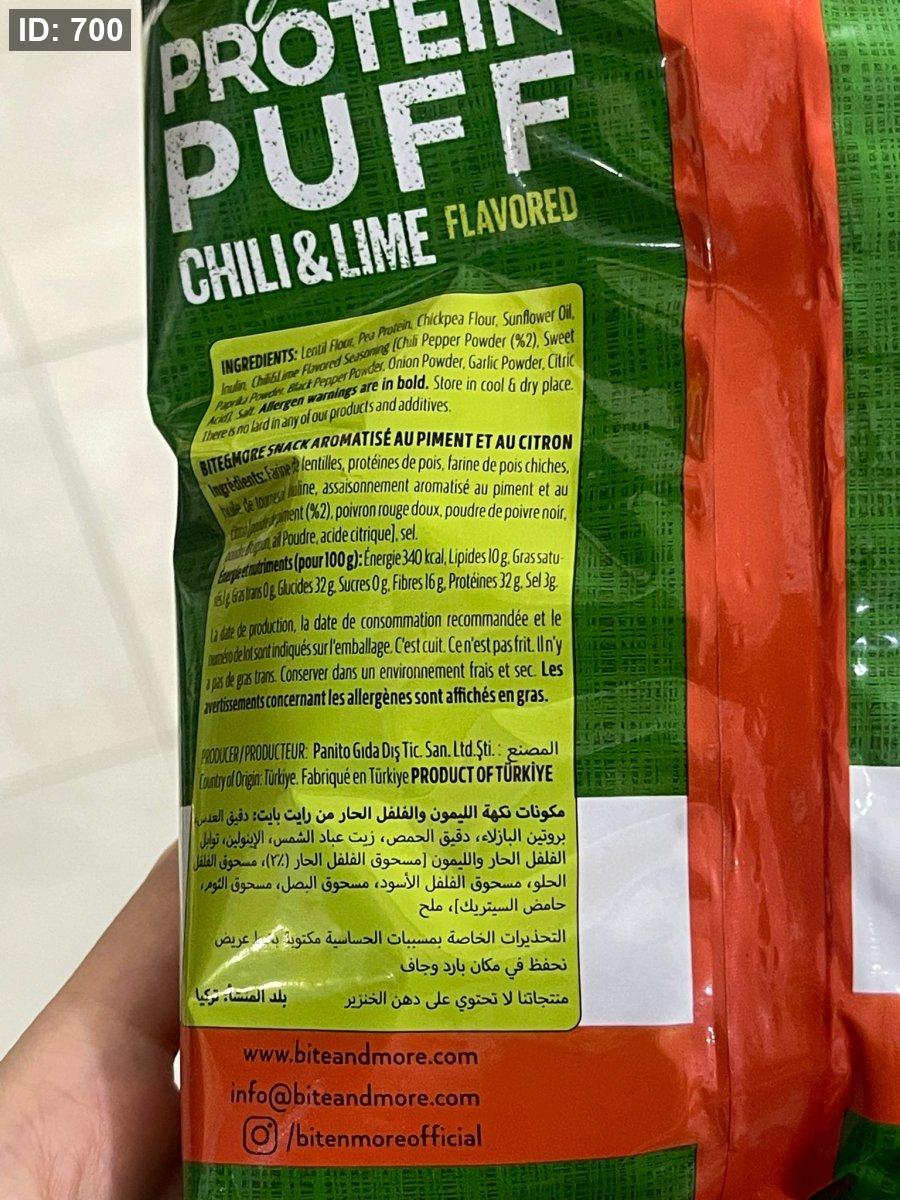 ID: 700
PROTEIN
PUFF
CHILI & LIME FLAVORED
INGREDIENTS: Lentil Flour, Pea Protein, Chickpea Flour, Sunflower Oil,
Inulin, Chili&Lime Flavored Seasoning [Chili Pepper Powder (%2), Sweet
Paprika Powder, Black Pepper Powder, Onion Powder, Garlic Powder, Citric
Acid], Salt. Allergen warnings are in bold. Store in cool & dry place.
There is no lard in any of our products and additives.
BITE&MORE SNACK AROMATISÉ AU PIMENT ET AU CITRON
Ingrédients: Farine de lentilles, protéines de pois, farine de pois chiches,
huile De tournesol, inuline, assaisonnement aromatisé au piment et au
citron [poudre de piment (%2), poivron rouge doux, poudre de poivre noir,
poudre d'oignon, ail Poudre, acide citrique], sel.
Énergie et nutriments (pour 100 g): Énergie 340 kcal, Lipides 10 g, Gras satu-
rés 1 g, Gras trans 0 g, Glucides 32 g, Sucres 0 g, Fibres 16 g, Protéines 32 g, Sel 3g.
La date de production, la date de consommation recommandée et le
numéro de lot sont indiqués sur l'emballage. C'est cuit. Ce n'est pas frit. Il n'y
a pas de gras trans. Conserver dans un environnement frais et sec. Les
avertissements concernant les allergènes sont affichés en gras.
PRODUCER/PRODUCTEUR: Panito Gıda Dış Tic. San. Ltd.Şti. : المصنع
Country of Origin: Türkiye. Fabriqué en Türkiye PRODUCT OF TÜRKİYE
مكونات نكهة الليمون والفلفل الحار من رايت بايت: دقيق العدس،
بروتين البازلاء، دقيق الحمص، زيت عباد الشمس، الإينولين، توابل
الفلفل الحار والليمون [مسحوق الفلفل الحار (٢٪)، مسحوق الفلفل
الحلو، مسحوق الفلفل الأسود، مسحوق البصل، مسحوق الثوم،
حامض السيتريك]، ملح
التحذيرات الخاصة بمسببات الحساسية مكتوبة بخط عريض
نحفظ في مكان بارد وجاف
منتجاتنا لا تحتوي على دهن الخنزير بلد المنشأ: تركيا
www.biteandmore.com
info@biteandmore.com
/bitenmoreofficial